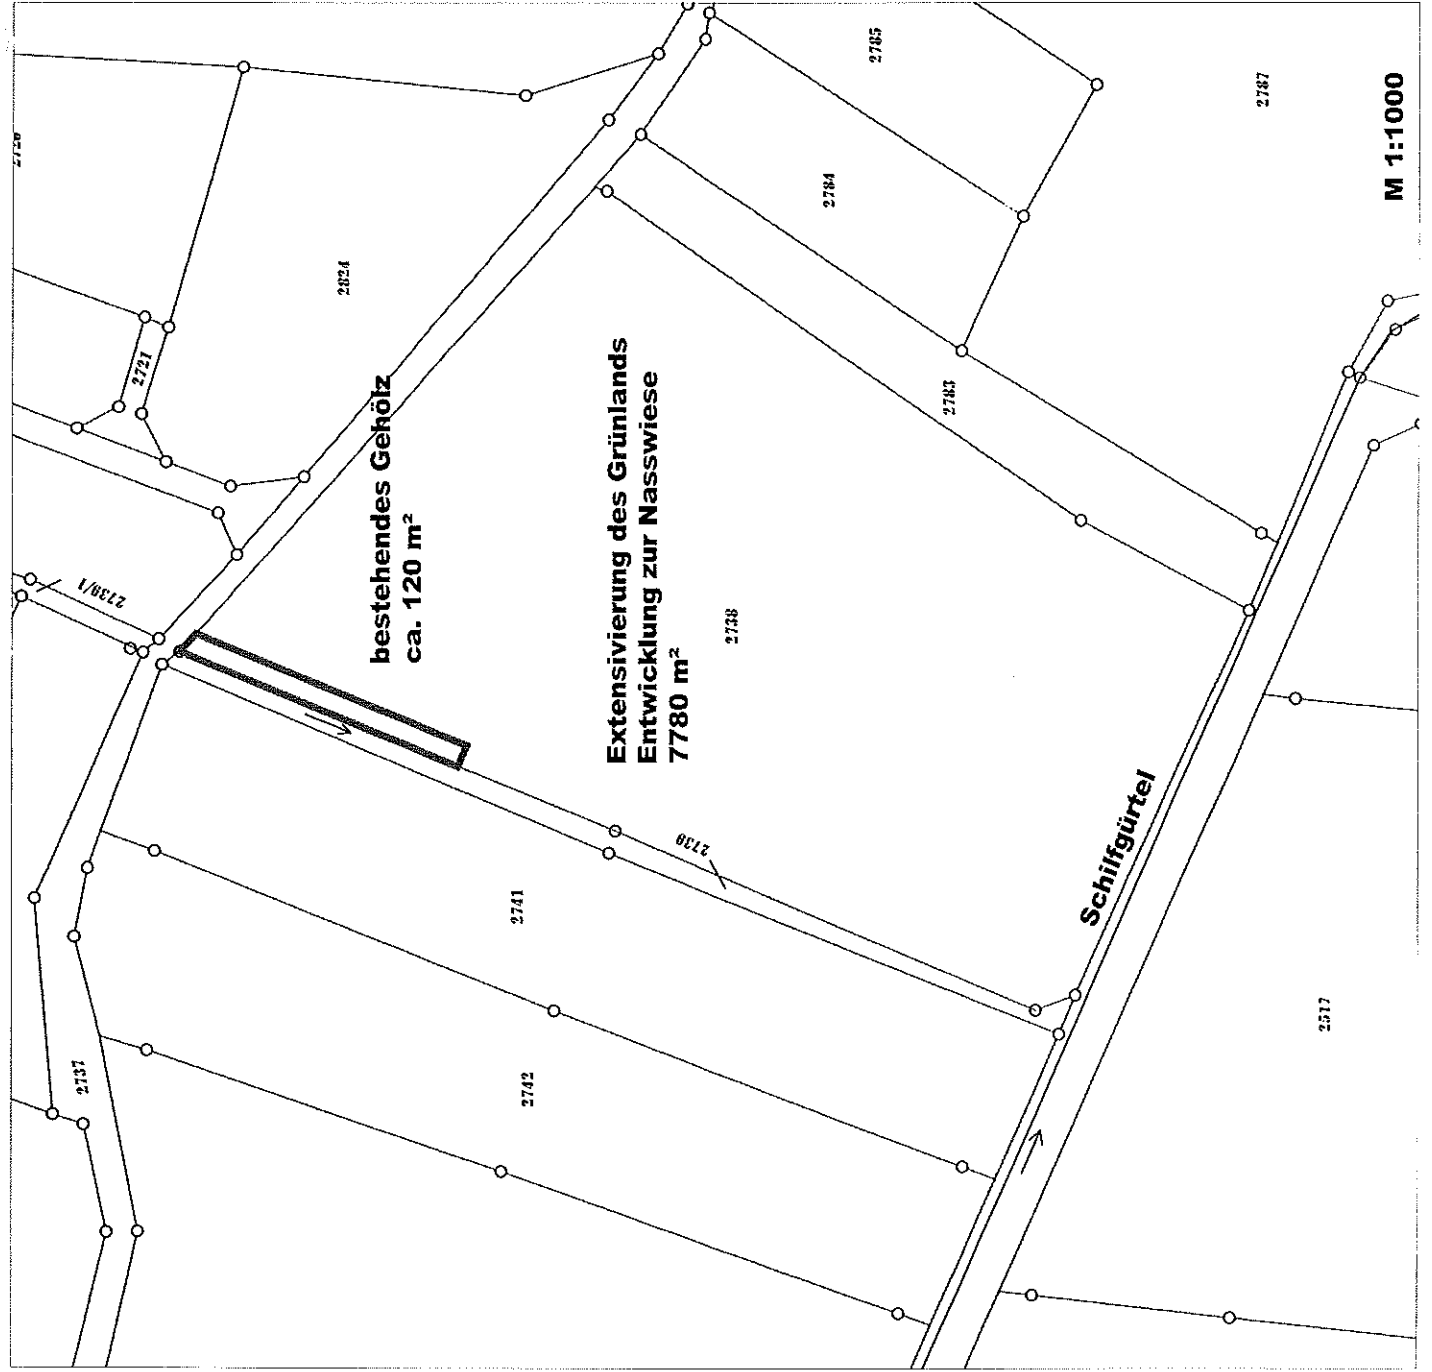 2824
2721
2739/1
2785
2787
2784
M 1:1000
bestehendes Gehölz
ca. 120 m²
Extensivierung des Grünlands
Entwicklung zur Nasswiese
7780 m²
2783
2738
2739
Schilfgürtel
2741
2742
2737
2517